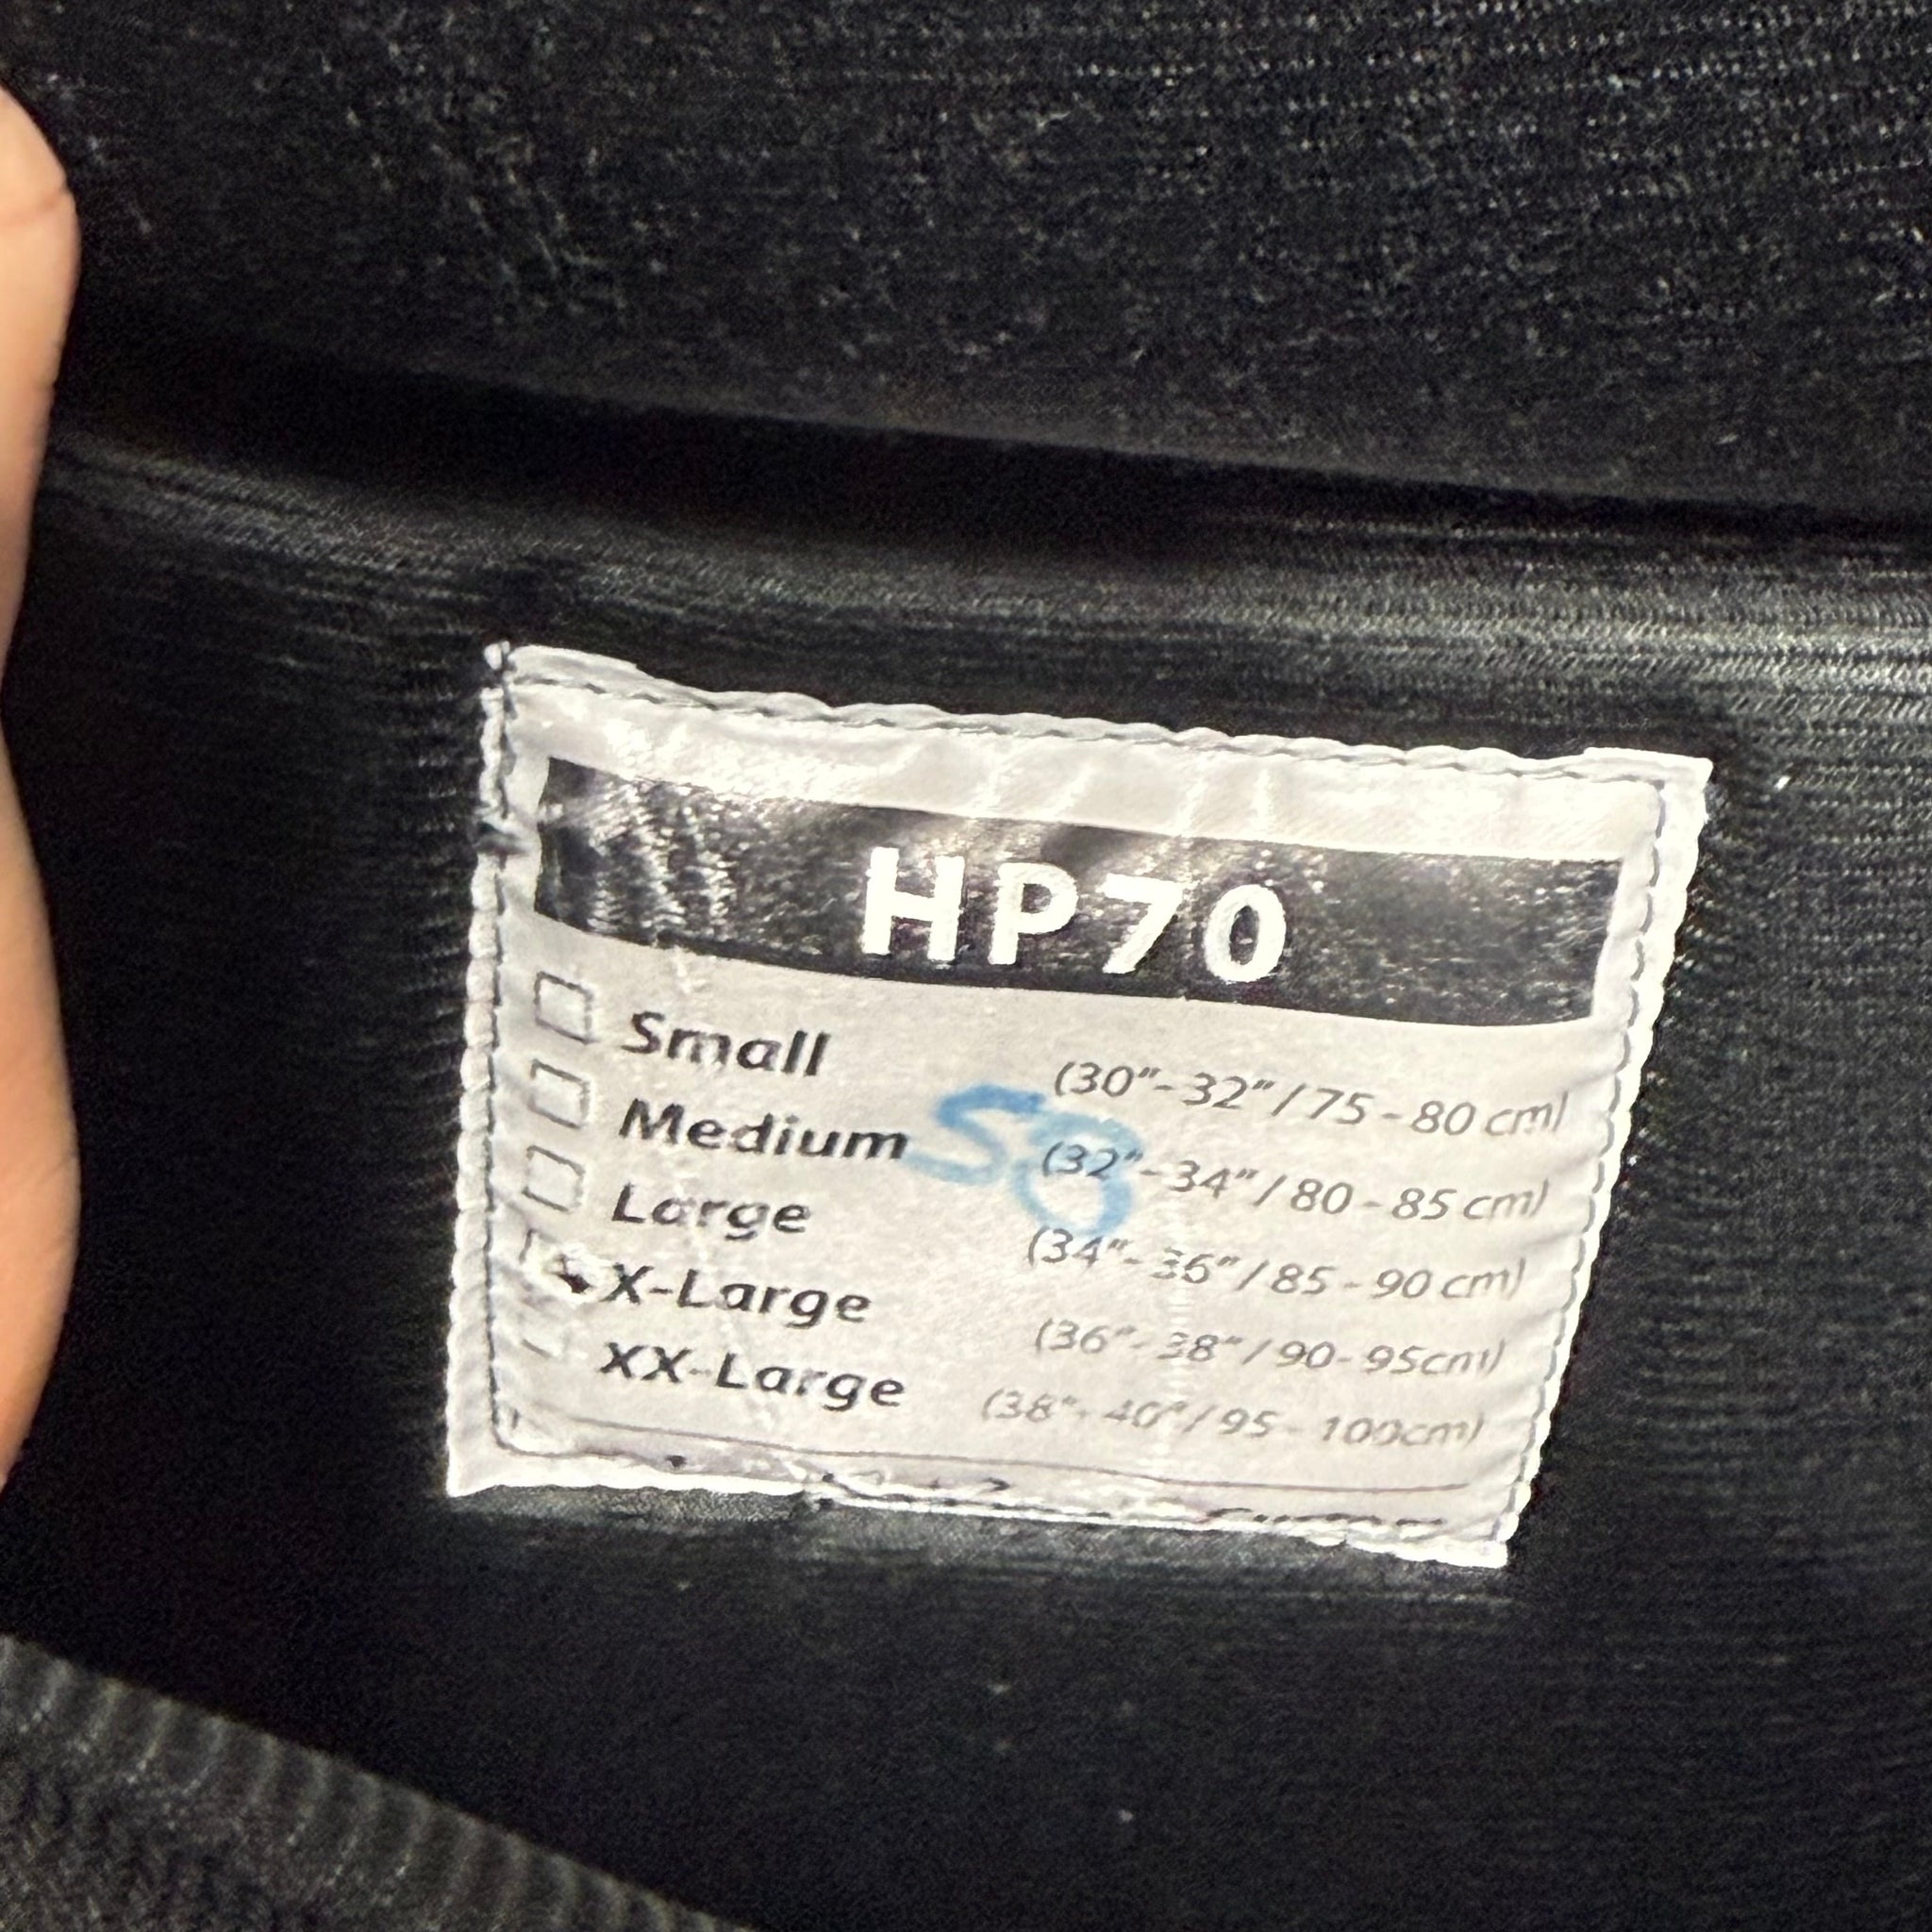 HP70
Small (30"-32" / 75 - 80 cm)
Medium (32"-34" / 80 - 85 cm)
58
Large (34"-36" / 85 - 90 cm)
X-Large (36"-38" / 90-95cm)
XX-Large (38"-40" / 95 - 100cm)